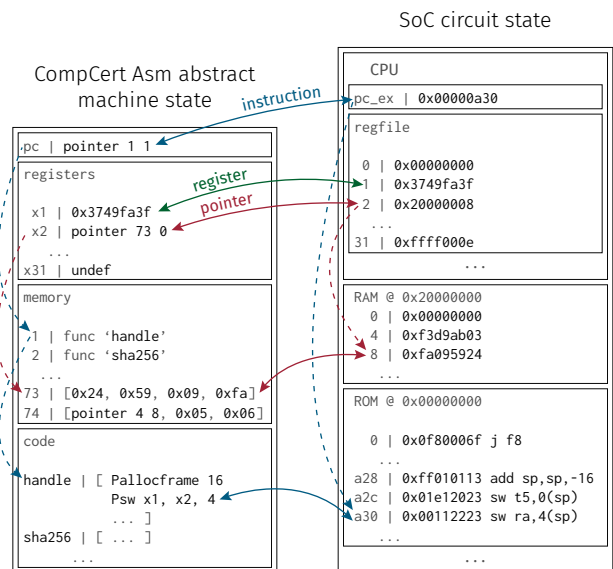 SoC circuit state
CompCert Asm abstract
machine state
instruction
register
pointer
pc | pointer 1 1
registers
x1 | 0x3749fa3f
x2 | pointer 73 0
...
x31 | undef
memory
1 | func ‘handle’
2 | func ‘sha256’
...
73 | [0x24, 0x59, 0x09, 0xfa]
74 | [pointer 4 8, 0x05, 0x06]
code
handle | [ Pallocframe 16
Psw x1, x2, 4
... ]
sha256 | [ ... ]
...
CPU
pc_ex | 0x00000a30
regfile
0 | 0x00000000
1 | 0x3749fa3f
2 | 0x20000008
...
31 | 0xffff000e
...
RAM @ 0x20000000
0 | 0x00000000
4 | 0xf3d9ab03
8 | 0xfa095924
...
ROM @ 0x00000000
0 | 0x0f80006f j f8
...
a28 | 0xff010113 add sp,sp,-16
a2c | 0x01e12023 sw t5,0(sp)
a30 | 0x00112223 sw ra,4(sp)
...
...